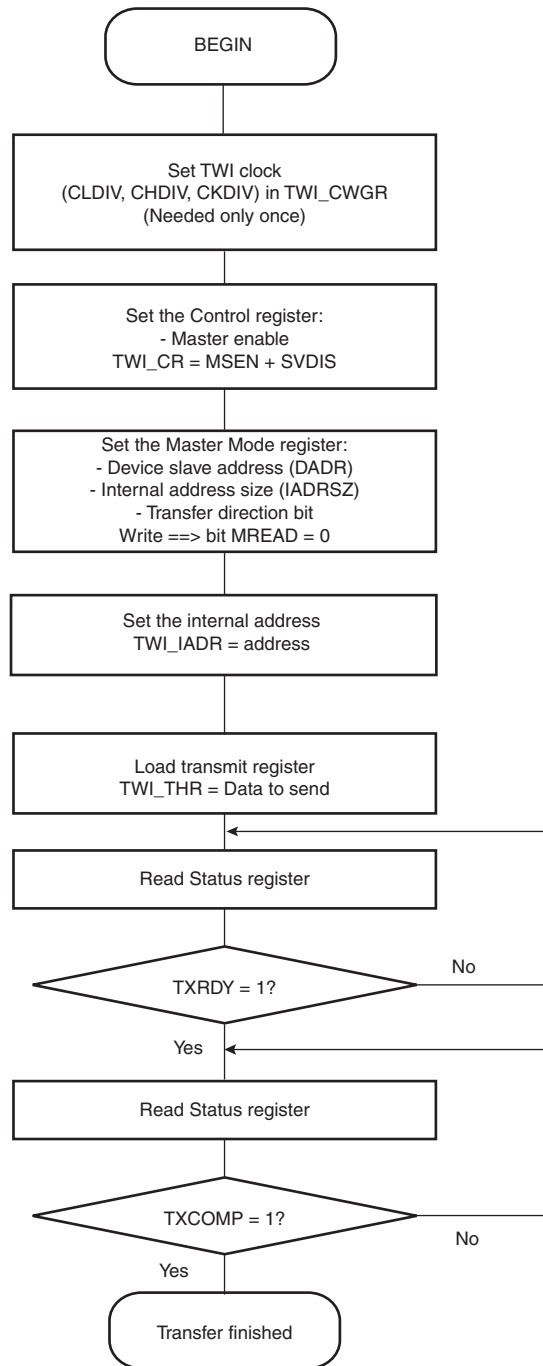 BEGIN
Set TWI clock
(CLDIV, CHDIV, CKDIV) in TWI_CWGR
(Needed only once)
Set the Control register:
- Master enable
TWI_CR = MSEN + SVDIS
Set the Master Mode register:
- Device slave address (DADR)
- Internal address size (IADRSZ)
- Transfer direction bit
Write ==> bit MREAD = 0
Set the internal address
TWI_IADR = address
Load transmit register
TWI_THR = Data to send
Read Status register
No
TXRDY = 1?
Yes
Read Status register
TXCOMP = 1?
No
Yes
Transfer finished